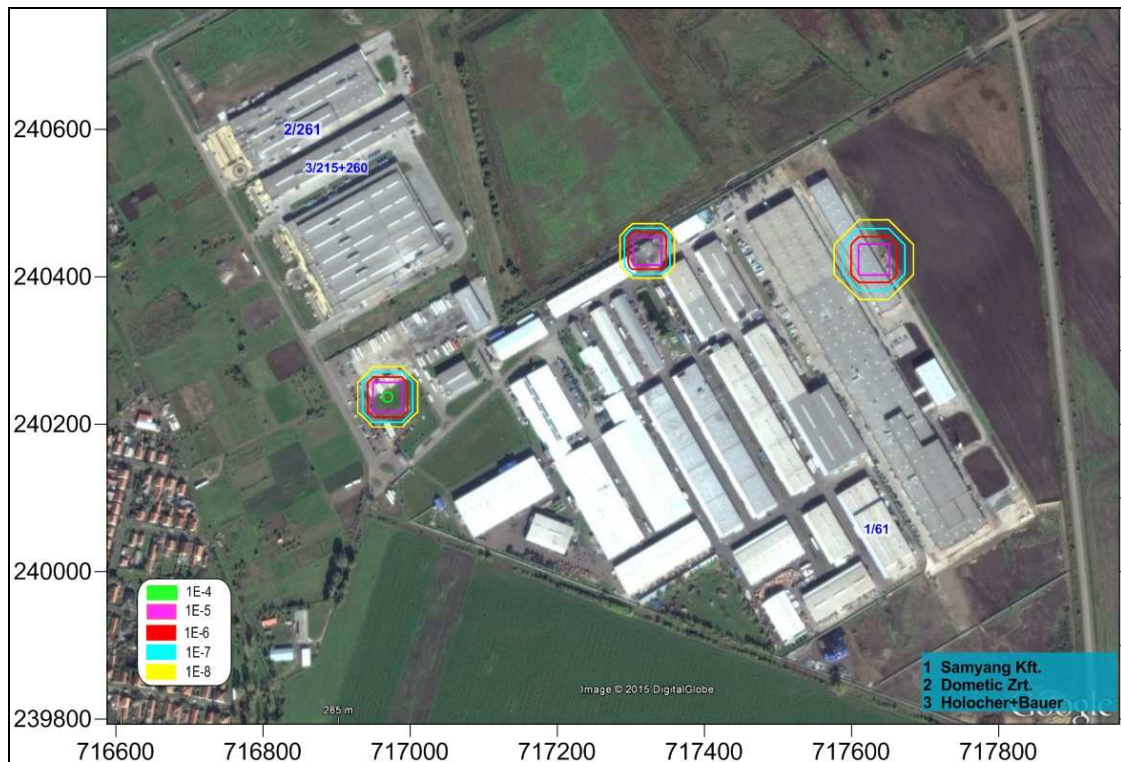 240600
240400
240200
240000
239800
2/261
3/215+260
1/61
1E-4
1E-5
1E-6
1E-7
1E-8
285 m
Image © 2015 DigitalGlobe
1 Samyang Kft.
2 Dometic Zrt.
3 Holocher+Bauer
Google
716600 716800 717000 717200 717400 717600 717800